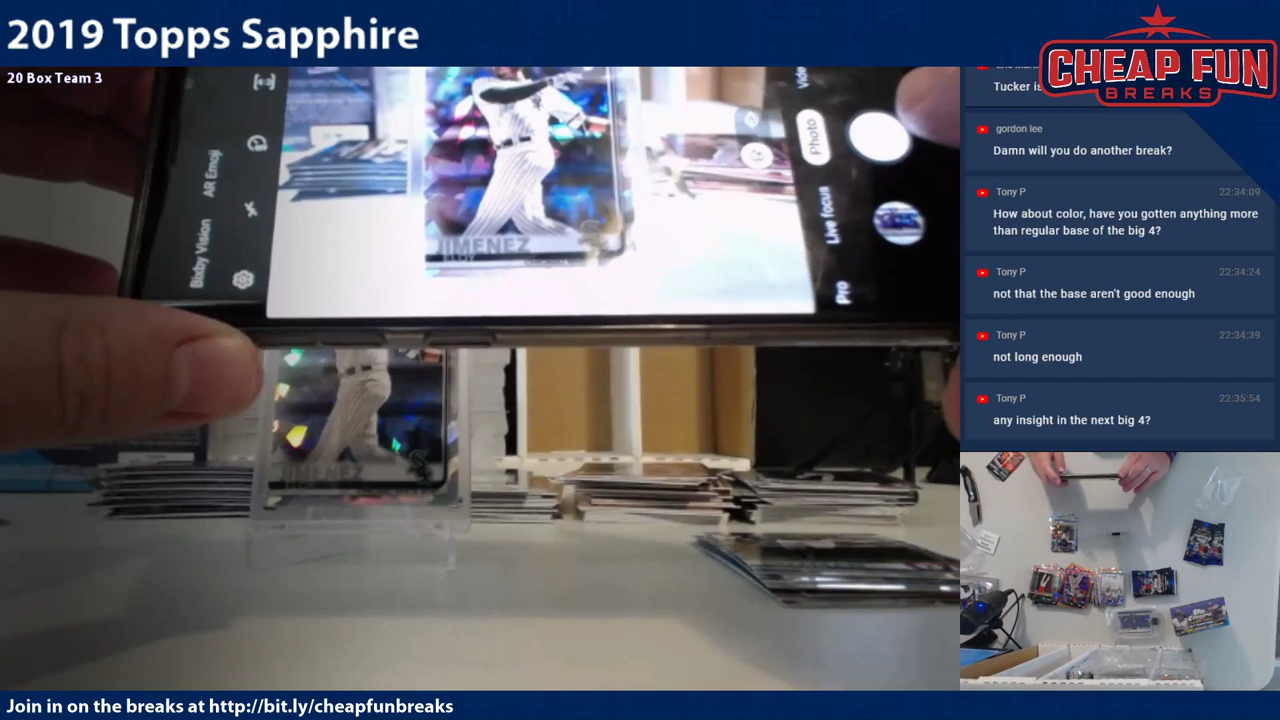 2019 Topps Sapphire
20 Box Team 3
CHEAP FUN
BREAKS
Tucker is
gordon lee
Damn will you do another break?
Tony P 22:34:09
How about color, have you gotten anything more
than regular base of the big 4?
Tony P 22:34:24
not that the base aren't good enough
Tony P 22:34:39
not long enough
Tony P 22:35:54
any insight in the next big 4?
Bixby Vision
AR Emoji
Photo
Live focus
Pro
JIMENEZ
ELOY
JIMENEZ
Join in on the breaks at http://bit.ly/cheapfunbreaks